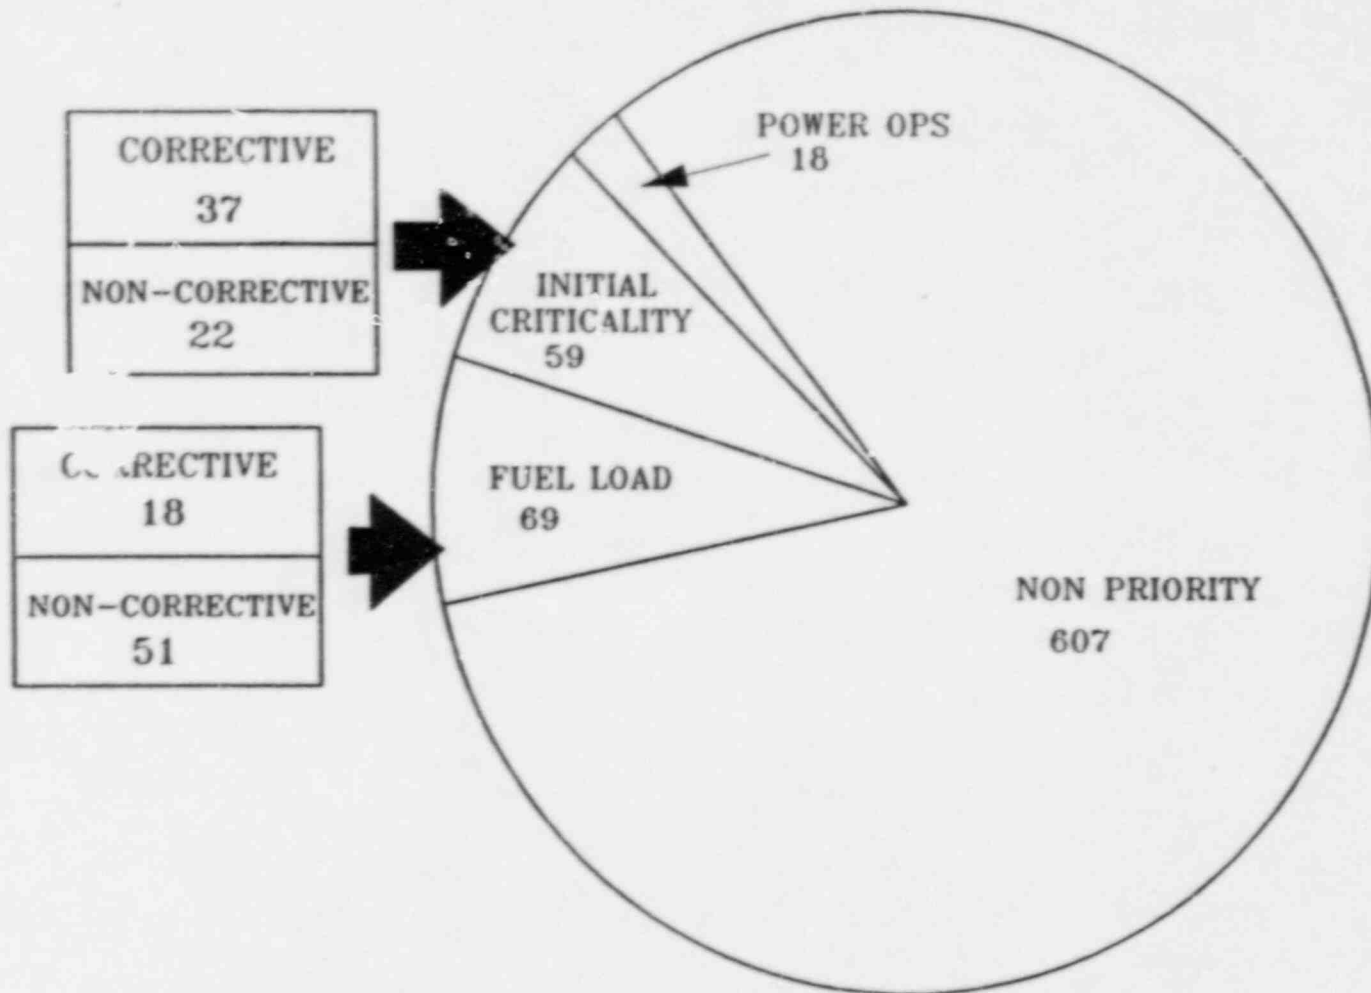 CORRECTIVE
37
NON-CORRECTIVE
22
CORRECTIVE
18
NON-CORRECTIVE
51
POWER OPS
18
INITIAL
CRITICALITY
59
FUEL LOAD
69
NON PRIORITY
607